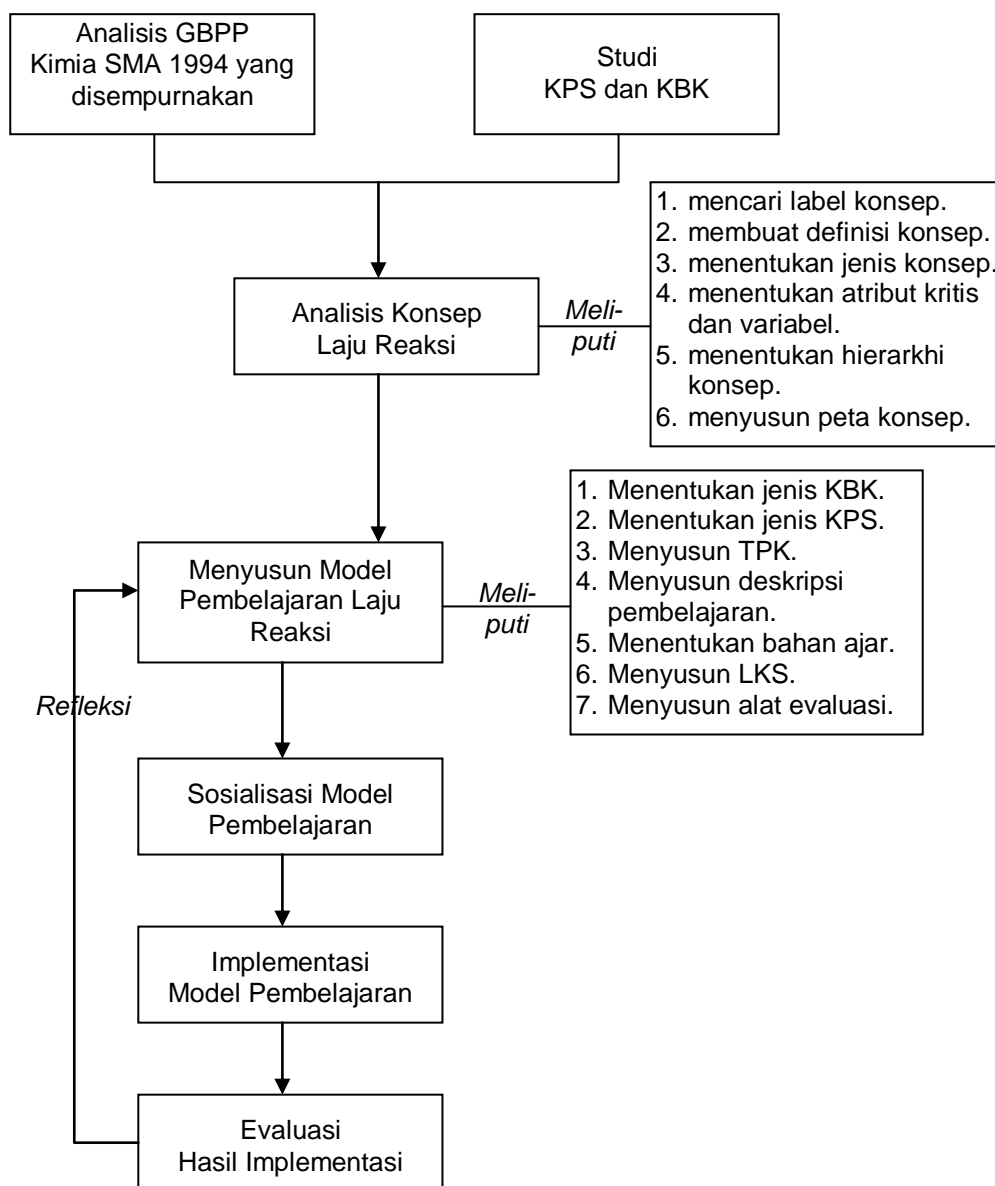 Analisis GBPP
Kimia SMA 1994 yang
disempurnakan
Studi
KPS dan KBK
Analisis Konsep
Laju Reaksi
Meli-
puti
1. mencari label konsep.
2. membuat definisi konsep.
3. menentukan jenis konsep.
4. menentukan atribut kritis
dan variabel.
5. menentukan hierarkhi
konsep.
6. menyusun peta konsep.
Menyusun Model
Pembelajaran Laju
Reaksi
Meli-
puti
1. Menentukan jenis KBK.
2. Menentukan jenis KPS.
3. Menyusun TPK.
4. Menyusun deskripsi
pembelajaran.
5. Menentukan bahan ajar.
6. Menyusun LKS.
7. Menyusun alat evaluasi.
Refleksi
Sosialisasi Model
Pembelajaran
Implementasi
Model Pembelajaran
Evaluasi
Hasil Implementasi